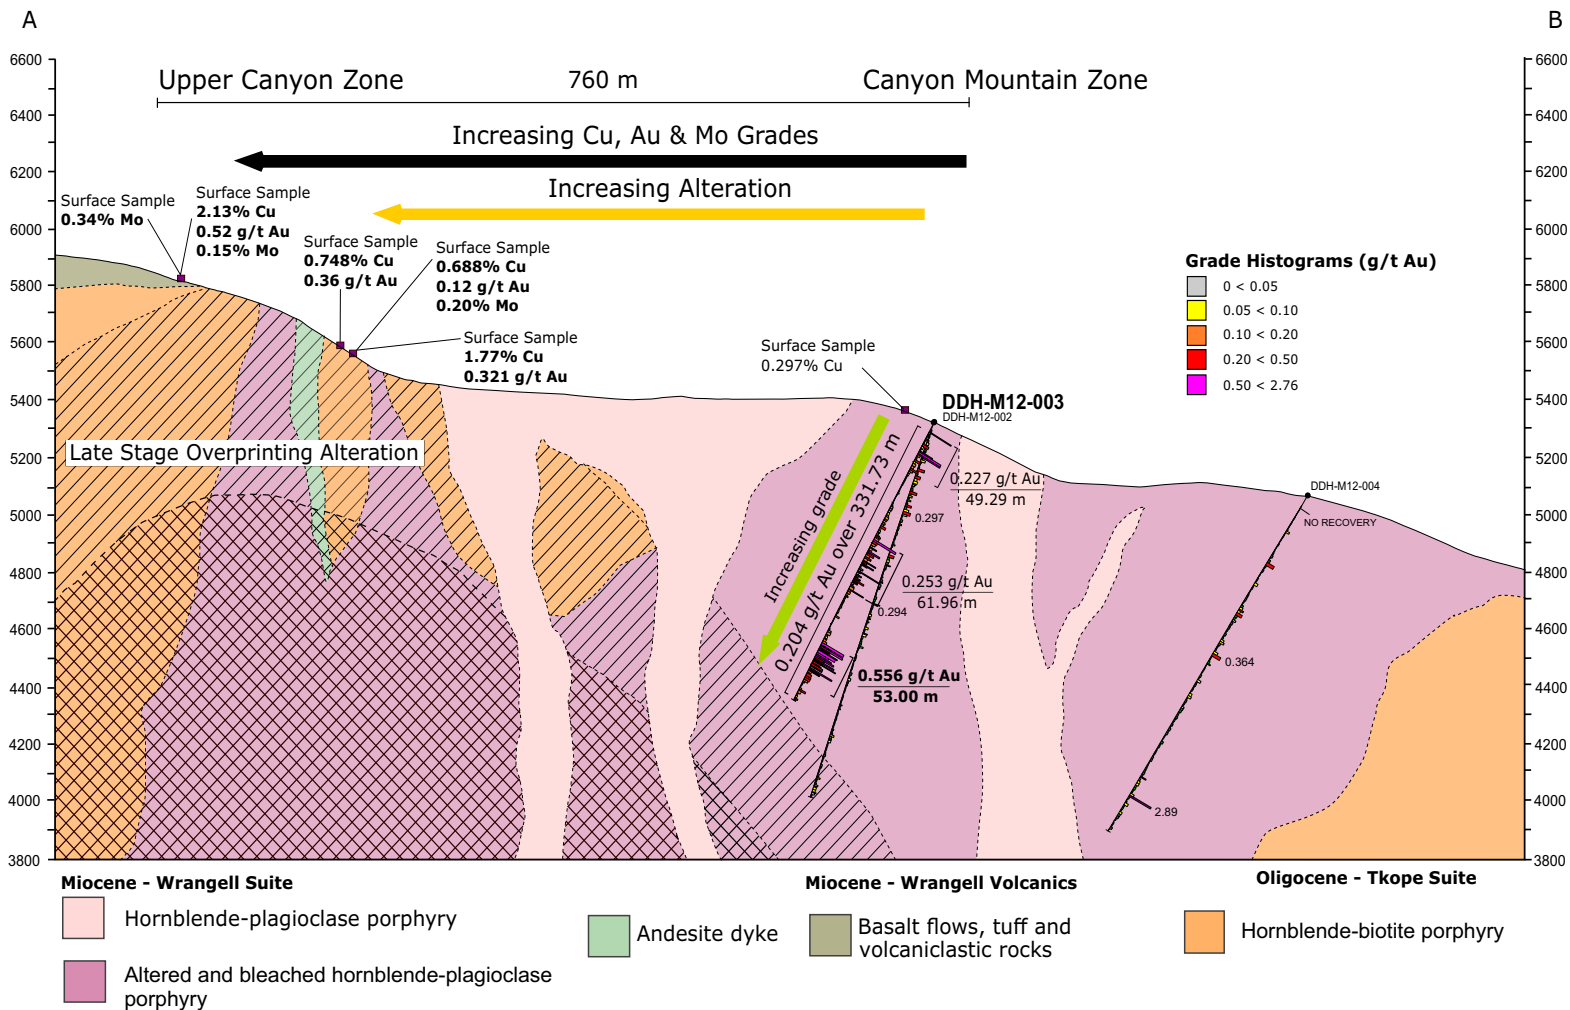 A
B
6600
6400
6200
6000
5800
5600
5400
5200
5000
4800
4600
4400
4200
4000
3800
6600
6400
6200
6000
5800
5600
5400
5200
5000
4800
4600
4400
4200
4000
3800
Upper Canyon Zone
760 m
Canyon Mountain Zone
Increasing Cu, Au & Mo Grades
Increasing Alteration
Surface Sample
0.34% Mo
Surface Sample
2.13% Cu
0.52 g/t Au
0.15% Mo
Surface Sample
0.748% Cu
0.36 g/t Au
Surface Sample
0.688% Cu
0.12 g/t Au
0.20% Mo
Surface Sample
1.77% Cu
0.321 g/t Au
Surface Sample
0.297% Cu
Grade Histograms (g/t Au)
0 < 0.05
0.05 < 0.10
0.10 < 0.20
0.20 < 0.50
0.50 < 2.76
DDH-M12-003
DDH-M12-002
Late Stage Overprinting Alteration
Increasing grade
0.204 g/t Au over 331.73 m
0.227 g/t Au
49.29 m
0.297
0.253 g/t Au
61.96 m
0.294
0.556 g/t Au
53.00 m
DDH-M12-004
NO RECOVERY
0.364
2.89
Miocene - Wrangell Suite
Hornblende-plagioclase porphyry
Altered and bleached hornblende-plagioclase
porphyry
Andesite dyke
Miocene - Wrangell Volcanics
Basalt flows, tuff and
volcaniclastic rocks
Oligocene - Tkope Suite
Hornblende-biotite porphyry